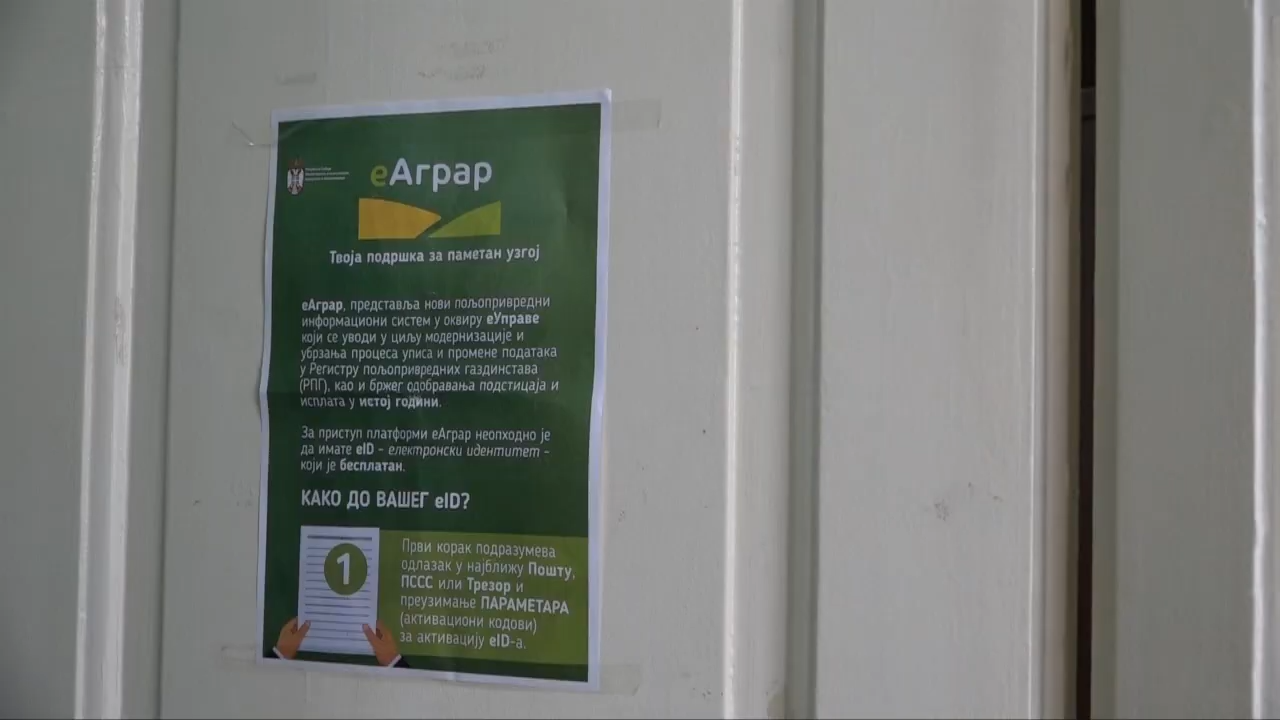 еАграр
Твоја подршка за паметан узгој
еАграр, представља нови пољопривредни
информациони систем у оквиру еУправе
који се уводи у циљу модернизације и
убрзања процеса уписа и промене података
у Регистру пољопривредних газдинстава
(РПГ), као и бржег одобравања подстицаја и
исплата у истој години.
За приступ платформи еАграр неопходно је
да имате eID - електронски идентитет -
који је бесплатан.
КАКО ДО ВАШЕГ eID?
1
Први корак подразумева
одлазак у најближу Пошту,
ПССС или Трезор и
преузимање ПАРАМЕТАРА
(активациони кодови)
за активацију eID-а.